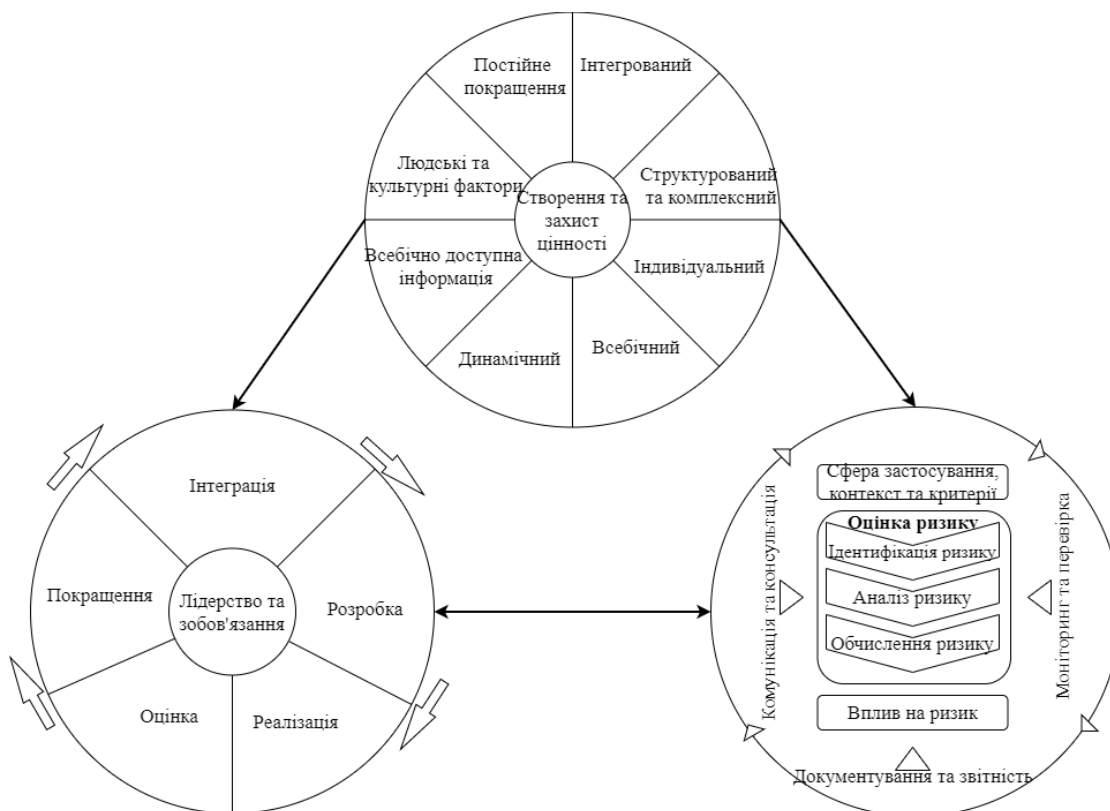 Постійне
покращення
Інтегрований
Людські та
культурні фактори
Структурований
та комплексний
Створення та
захист
цінності
Всебічно доступна
інформація
Індивідуальний
Динамічний
Всебічний
Інтеграція
Покращення
Лідерство та
зобов'язання
Розробка
Оцінка
Реалізація
Сфера застосування,
контекст та критерії
Комунікація та консультація
Оцінка ризику
Ідентифікація ризику
Аналіз ризику
Обчислення ризику
Моніторинг та перевірка
Вплив на ризик
Документування та звітність